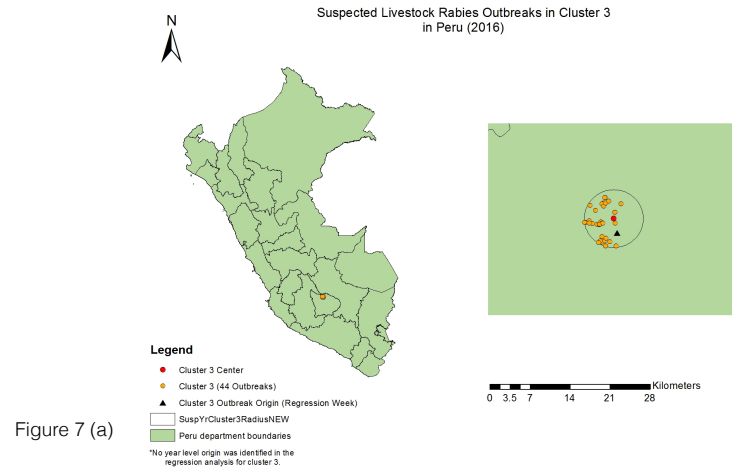 Suspected Livestock Rabies Outbreaks in Cluster 3
in Peru (2016)
N
Legend
Cluster 3 Center
Cluster 3 (44 Outbreaks)
Cluster 3 Outbreak Origin (Regression Week)
SuspYrCluster3RadiusNEW
Peru department boundaries
*No year level origin was identified in the
regression analysis for cluster 3.
Kilometers
0 3.5 7 14 21 28
Figure 7 (a)